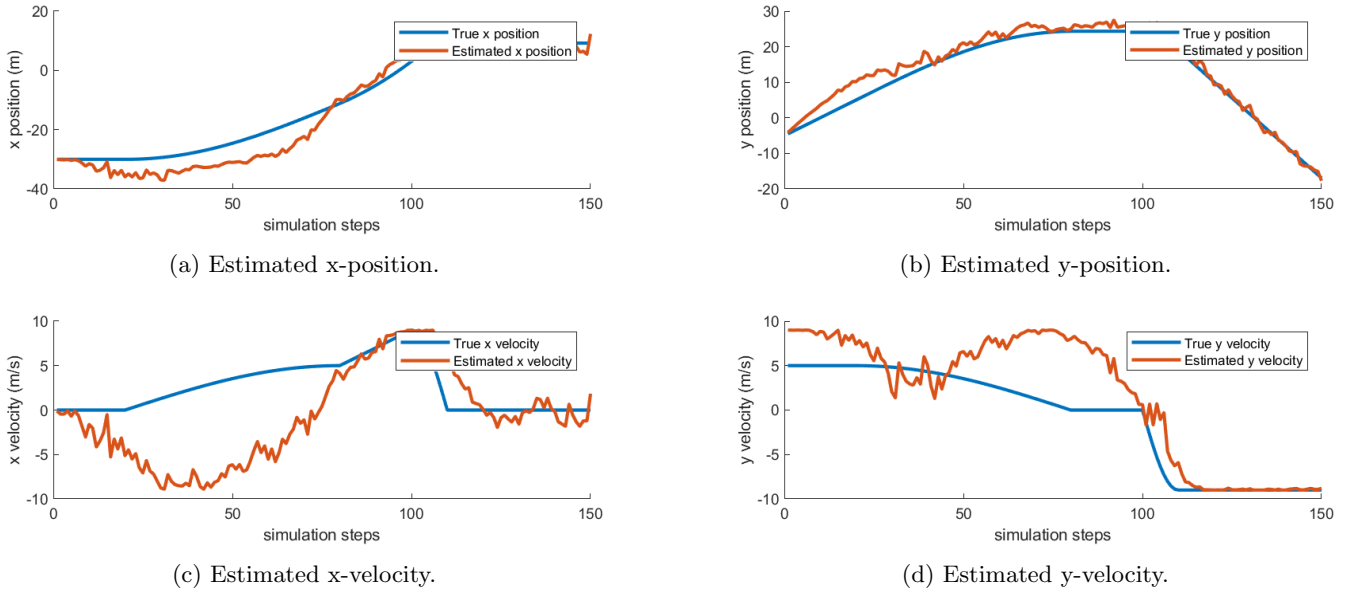 20
0
-20
-40
x position (m)
0
50
100
150
simulation steps
True x position
Estimated x position
(a) Estimated x-position.
30
20
10
0
-10
-20
y position (m)
0
50
100
150
simulation steps
True y position
Estimated y position
(b) Estimated y-position.
10
5
0
-5
-10
x velocity (m/s)
0
50
100
150
simulation steps
True x velocity
Estimated x velocity
(c) Estimated x-velocity.
10
5
0
-5
-10
y velocity (m/s)
0
50
100
150
simulation steps
True y velocity
Estimated y velocity
(d) Estimated y-velocity.